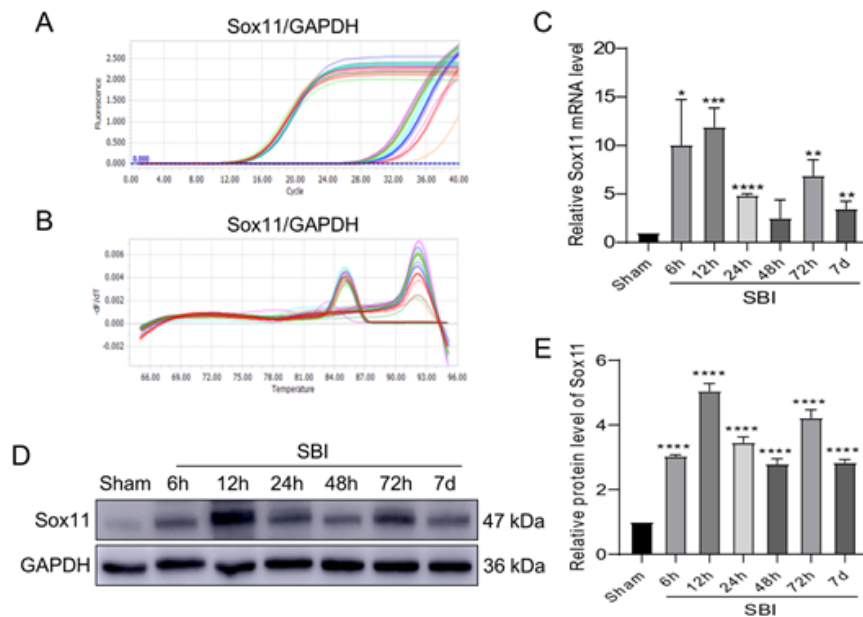 A
Sox11/GAPDH
2.500
2.000
1.500
1.000
0.500
0.000
Fluorescence
0.00 4.00 8.00 12.00 16.00 20.00 24.00 28.00 32.00 36.00 40.00
Cycle
B
Sox11/GAPDH
0.006
0.004
0.002
0.000
-0.002
-dF/dT
66.00 69.00 72.00 75.00 78.00 81.00 84.00 87.00 90.00 93.00 96.00
Temperature
C
Relative Sox11 mRNA level
20
15
10
5
0
* *** **** ** **
Sham 6h 12h 24h 48h 72h 7d
SBI
D
SBI
Sham 6h 12h 24h 48h 72h 7d
Sox11 47 kDa
GAPDH 36 kDa
E
Relative protein level of Sox11
6
4
2
0
**** **** **** **** **** ****
Sham 6h 12h 24h 48h 72h 7d
SBI